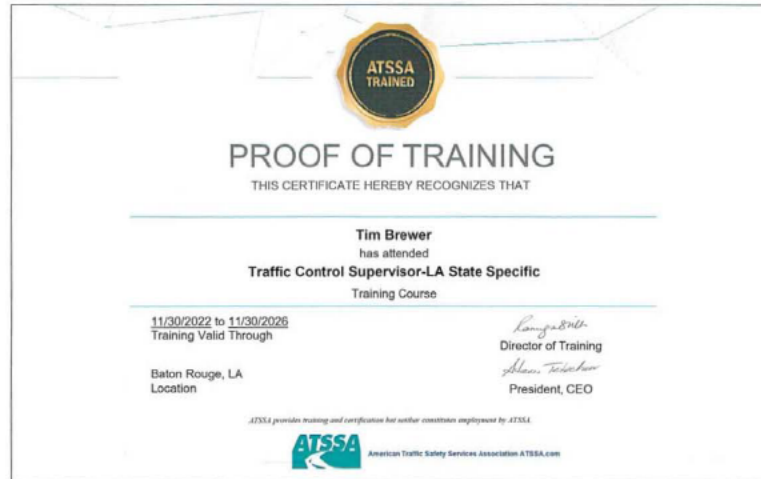 ATSSA
TRAINED
PROOF OF TRAINING
THIS CERTIFICATE HEREBY RECOGNIZES THAT
Tim Brewer
has attended
Traffic Control Supervisor-LA State Specific
Training Course
11/30/2022 to 11/30/2026
Training Valid Through
Director of Training
Baton Rouge, LA
Location
President, CEO
ATSSA provides training and certification but neither constitutes employment by ATSSA.
ATSSA
American Traffic Safety Services Association ATSSA.com